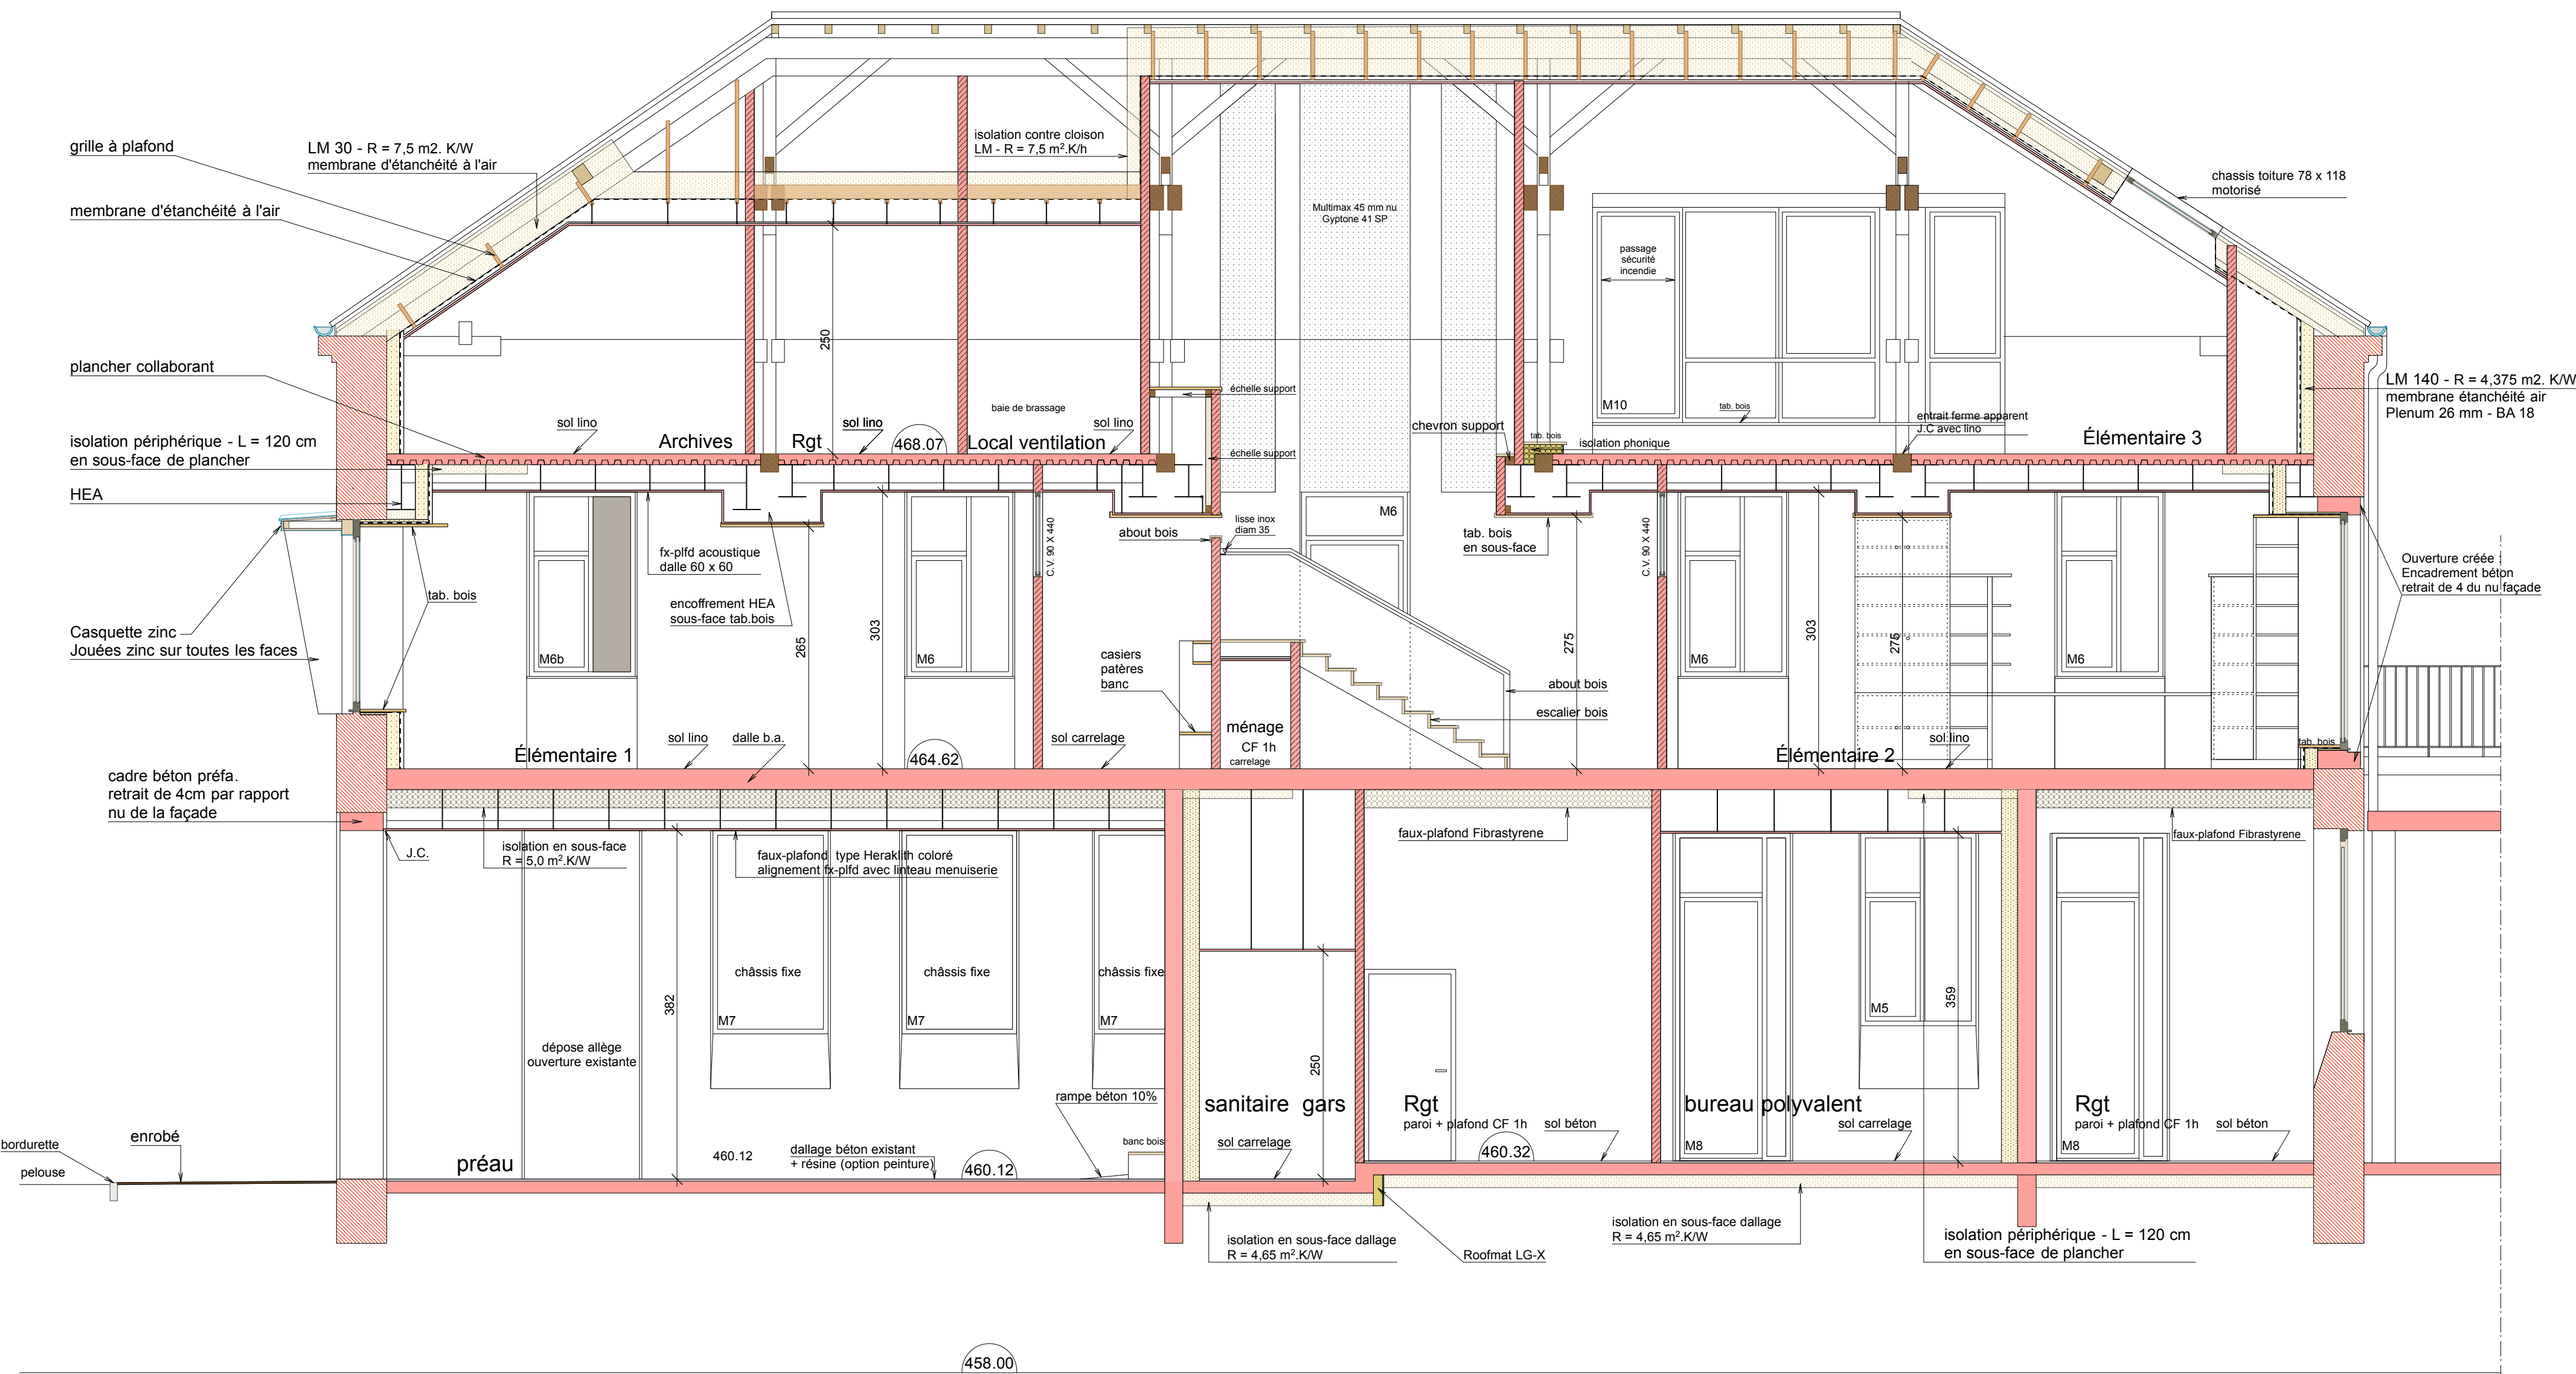 grille à plafond
LM 30 - R = 7,5 m2. K/W
membrane d'étanchéité à l'air
isolation contre cloison
LM - R = 7,5 m².K/h
membrane d'étanchéité à l'air
Multimax 45 mm nu
Gyptone 41 SP
passage
sécurité
incendie
chassis toiture 78 x 118
motorisé
plancher collaborant
250
baie de brassage
échelle support
M10
tab. bois
entrait ferme apparent
J.C avec lino
LM 140 - R = 4,375 m2. K/W
membrane étanchéité air
Plenum 26 mm - BA 18
isolation périphérique - L = 120 cm
en sous-face de plancher
sol lino
Archives
Rgt
sol lino
468.07
Local ventilation
sol lino
échelle support
chevron support
tab. bois
isolation phonique
Élémentaire 3
HEA
fx-plfd acoustique
dalle 60 x 60
C.V. 90 X 440
about bois
lisse inox
diam 35
M6
tab. bois
en sous-face
C.V. 90 X 440
Ouverture créée :
Encadrement béton
retrait de 4 du nu façade
tab. bois
encoffrement HEA
sous-face tab.bois
Casquette zinc
Jouées zinc sur toutes les faces
M6b
265
303
M6
casiers
patères
banc
275
M6
303
275
M6
about bois
escalier bois
ménage
CF 1h
carrelage
Élémentaire 1
sol lino
dalle b.a.
464.62
sol carrelage
Élémentaire 2
sol lino
tab. bois
cadre béton préfa.
retrait de 4cm par rapport
nu de la façade
J.C.
isolation en sous-face
R = 5,0 m².K/W
faux-plafond type Heraklith coloré
alignement fx-plfd avec linteau menuiserie
faux-plafond Fibrastyrene
faux-plafond Fibrastyrene
382
châssis fixe
châssis fixe
châssis fixe
M7
M7
M7
M5
359
dépose allège
ouverture existante
250
rampe béton 10%
sanitaire gars
Rgt
paroi + plafond CF 1h
sol béton
bureau polyvalent
sol carrelage
Rgt
paroi + plafond CF 1h
sol béton
bordurette
enrobé
pelouse
préau
460.12
dallage béton existant
+ résine (option peinture)
460.12
banc bois
sol carrelage
460.32
M8
M8
isolation en sous-face dallage
R = 4,65 m².K/W
Roofmat LG-X
isolation en sous-face dallage
R = 4,65 m².K/W
isolation périphérique - L = 120 cm
en sous-face de plancher
458.00